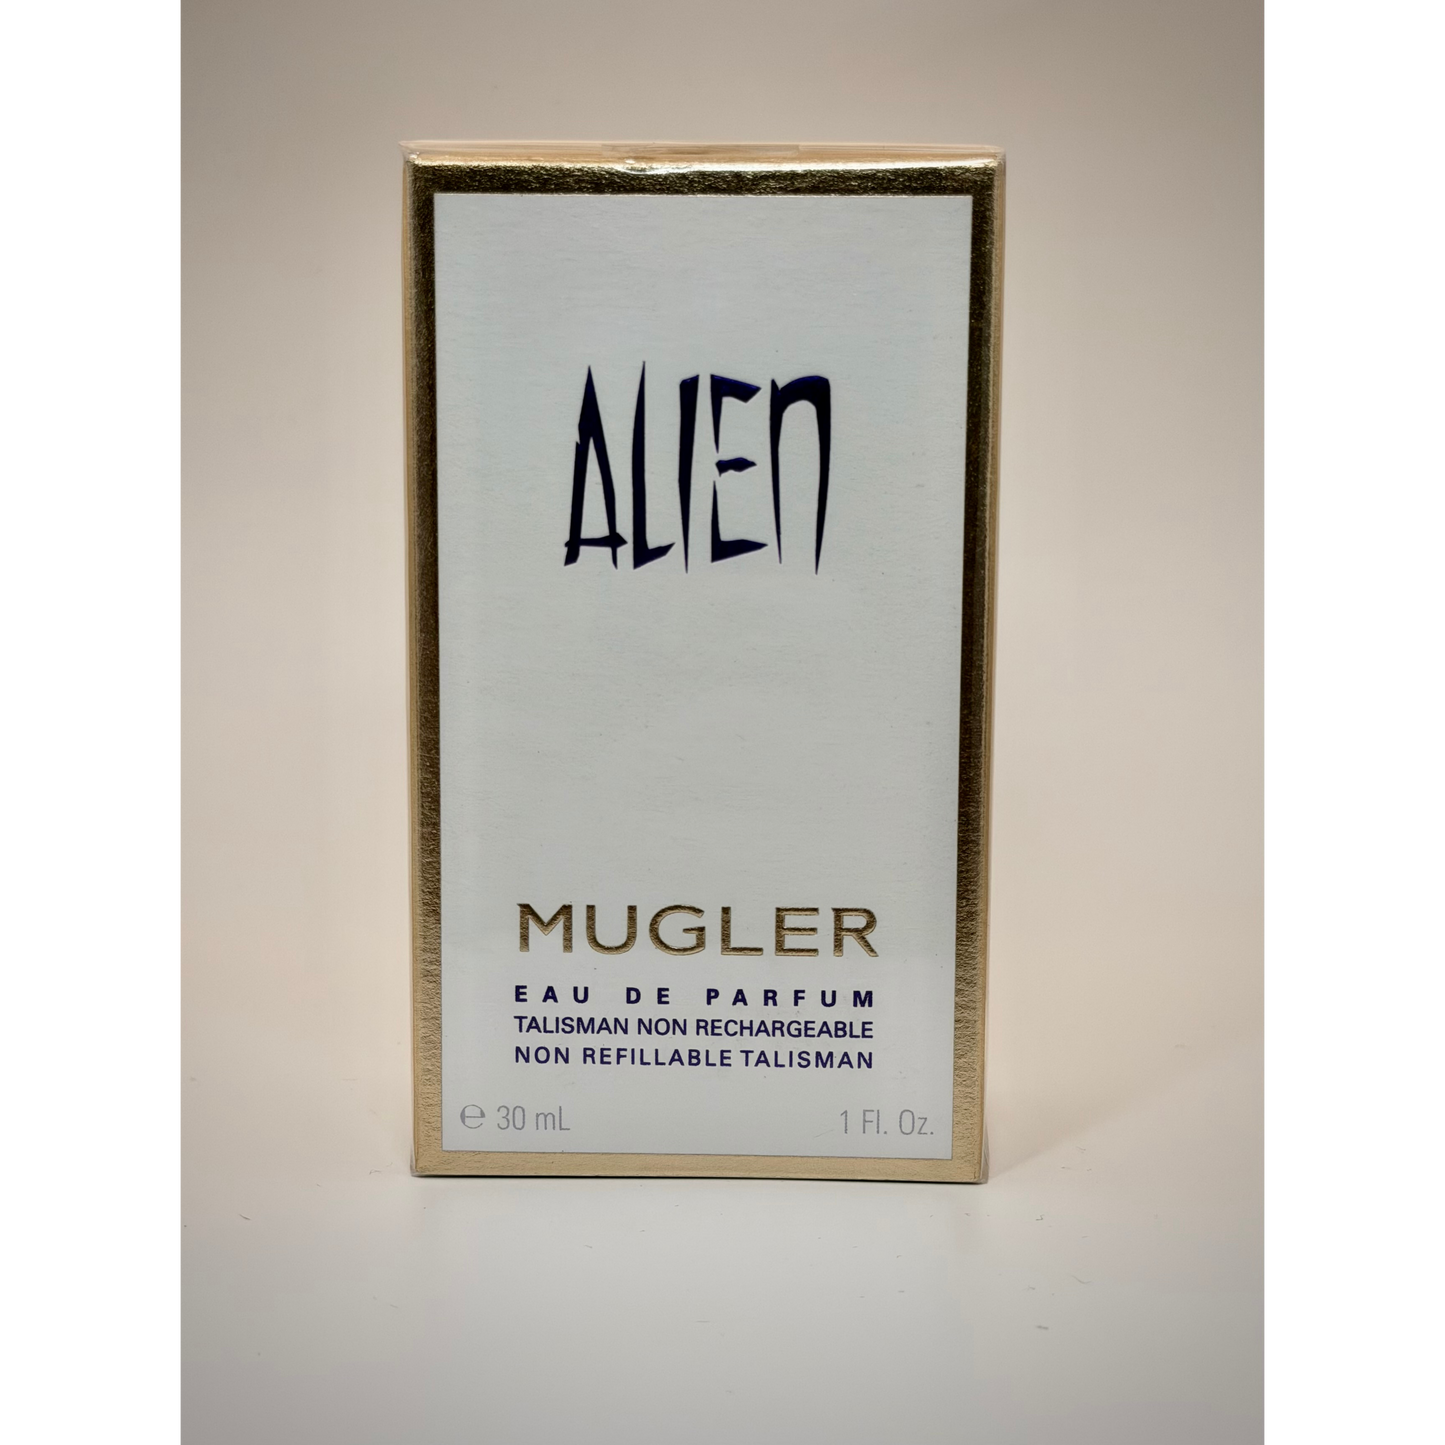 ALIEN
MUGLER
EAU DE PARFUM
TALISMAN NON RECHARGEABLE
NON REFILLABLE TALISMAN
℮ 30 mL
1 Fl. Oz.